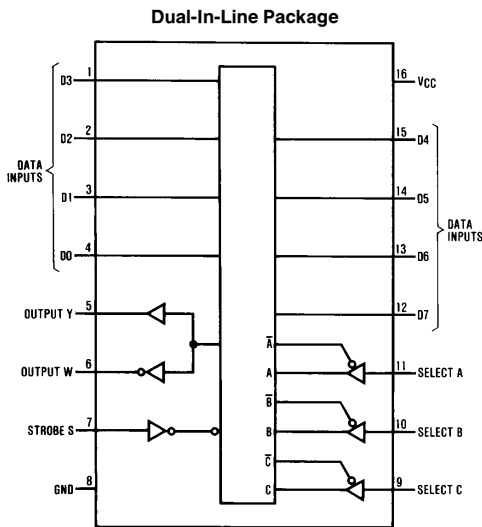 Dual-In-Line Package
D3 1
D2 2
D1 3
D0 4
DATA
INPUTS
OUTPUT Y 5
OUTPUT W 6
STROBE S 7
GND 8
16 VCC
15 D4
14 D5
13 D6
12 D7
DATA
INPUTS
A̅
A
11 SELECT A
B̅
B
10 SELECT B
C̅
C
9 SELECT C